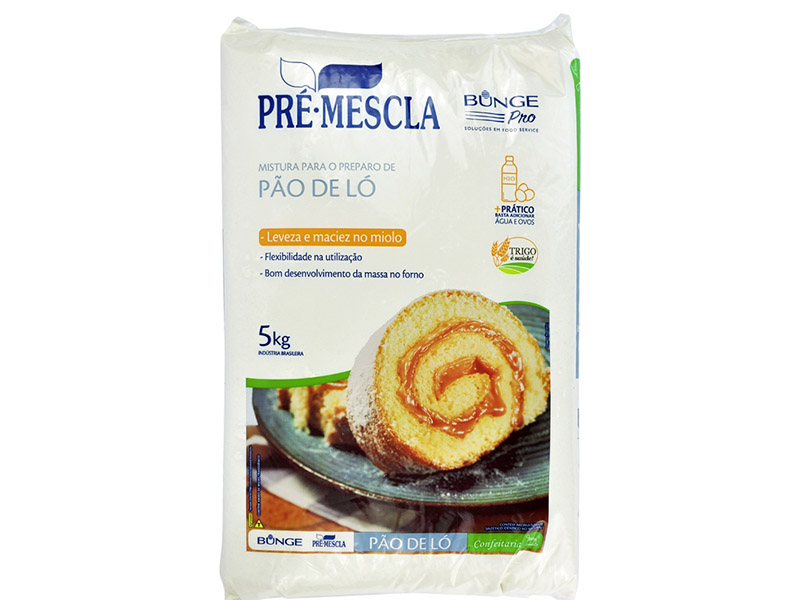 PRÉ·MESCLA
BUNGE
Pro
SOLUÇÕES EM FOOD SERVICE
MISTURA PARA O PREPARO DE
PÃO DE LÓ
H2O
+ PRÁTICO
BASTA ADICIONAR
ÁGUA E OVOS
- Leveza e maciez no miolo
- Flexibilidade na utilização
- Bom desenvolvimento da massa no forno
TRIGO
é saúde!
5kg
INDÚSTRIA BRASILEIRA
BUNGE
PRÉ·MESCLA
PÃO DE LÓ
Confeitaria